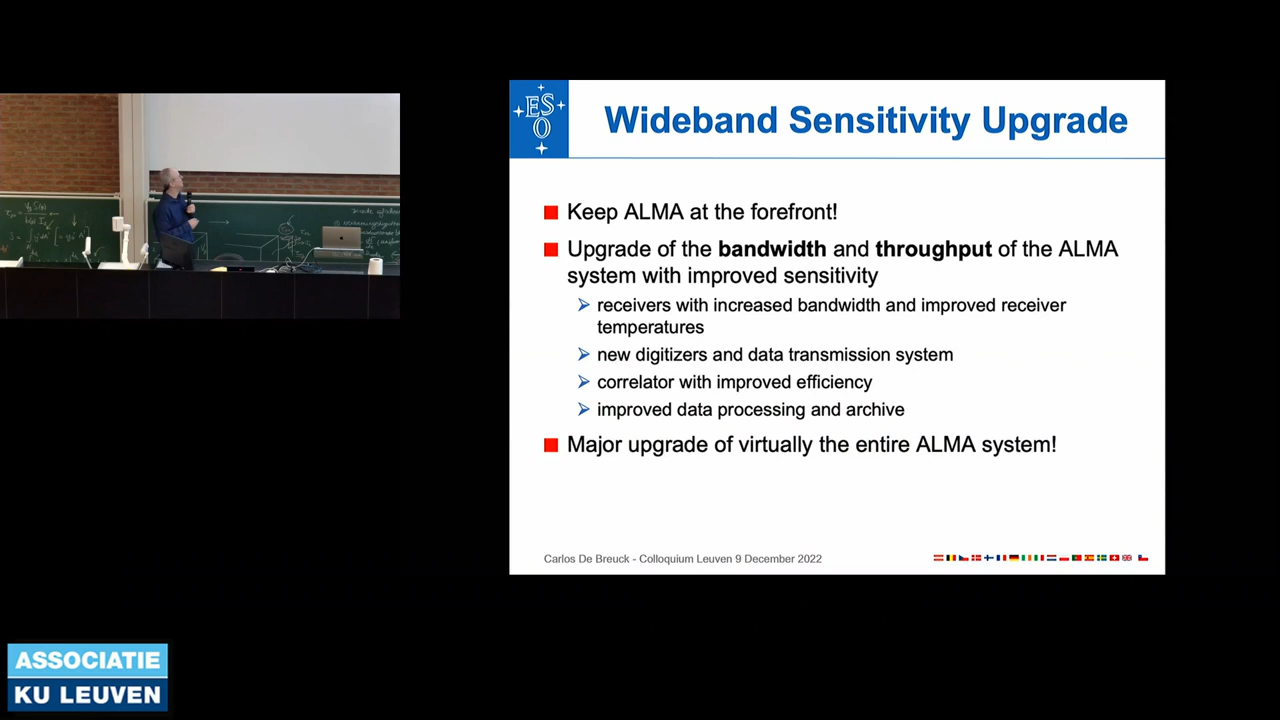 ESO
Wideband Sensitivity Upgrade
Keep ALMA at the forefront!
Upgrade of the bandwidth and throughput of the ALMA
system with improved sensitivity
receivers with increased bandwidth and improved receiver
temperatures
new digitizers and data transmission system
correlator with improved efficiency
improved data processing and archive
Major upgrade of virtually the entire ALMA system!
Carlos De Breuck - Colloquium Leuven 9 December 2022
ASSOCIATIE
KU LEUVEN